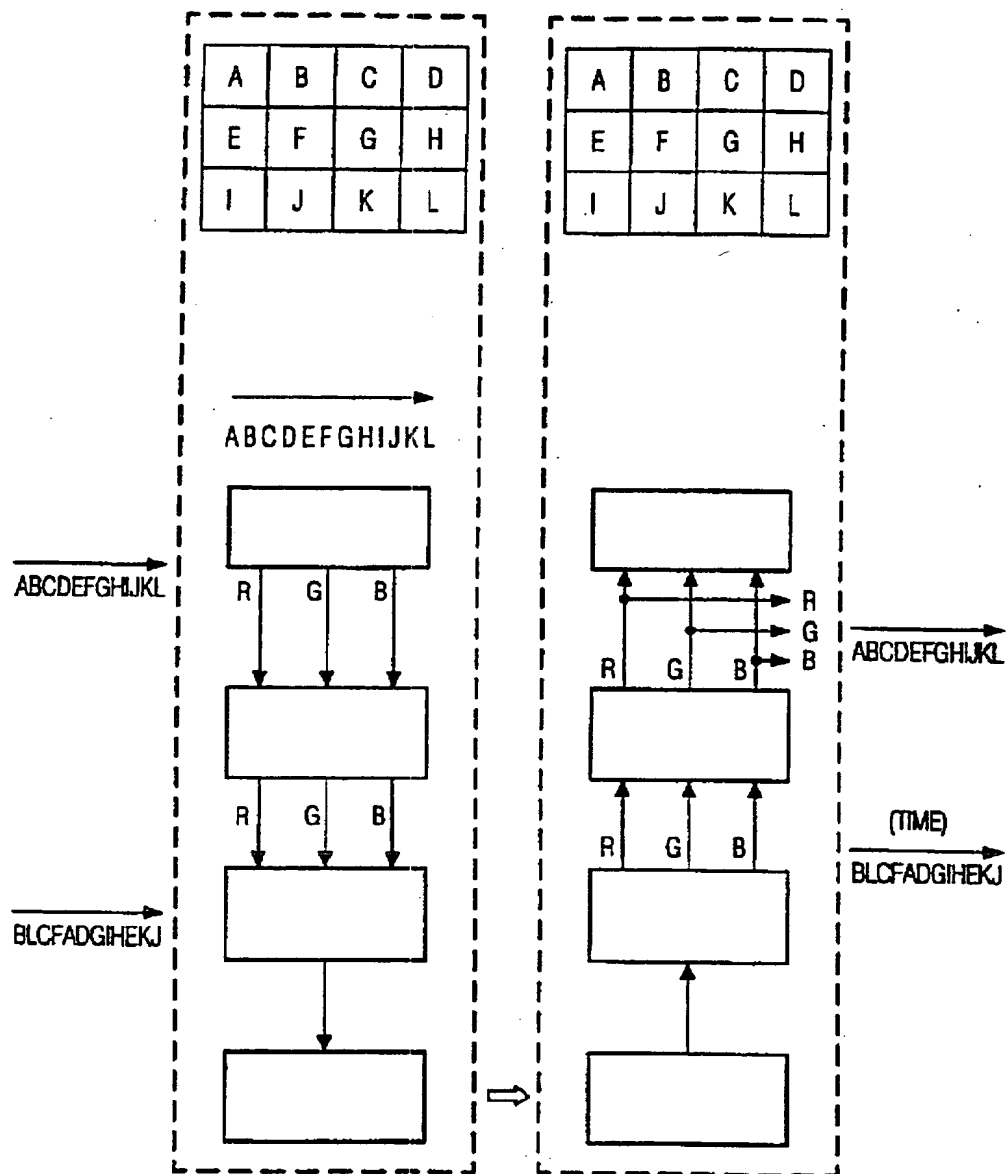 A B C D
E F G H
I J K L
A B C D
E F G H
I J K L
ABCDEFGHIJKL
ABCDEFGHIJKL
R G B
R
G
B
R G B
ABCDEFGHIJKL
R G B
R G B
(TIME)
BLCFADGIHEKJ
BLCFADGIHEKJ